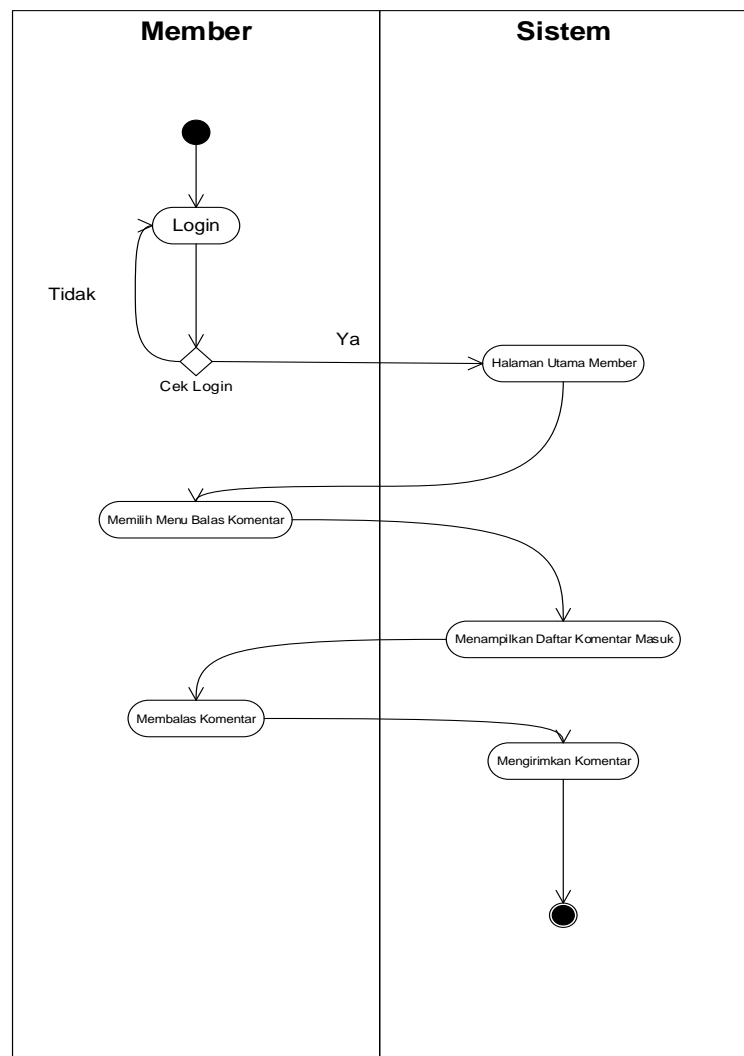 Member
Sistem
Login
Tidak
Ya
Cek Login
Halaman Utama Member
Memilih Menu Balas Komentar
Menampilkan Daftar Komentar Masuk
Membalas Komentar
Mengirimkan Komentar